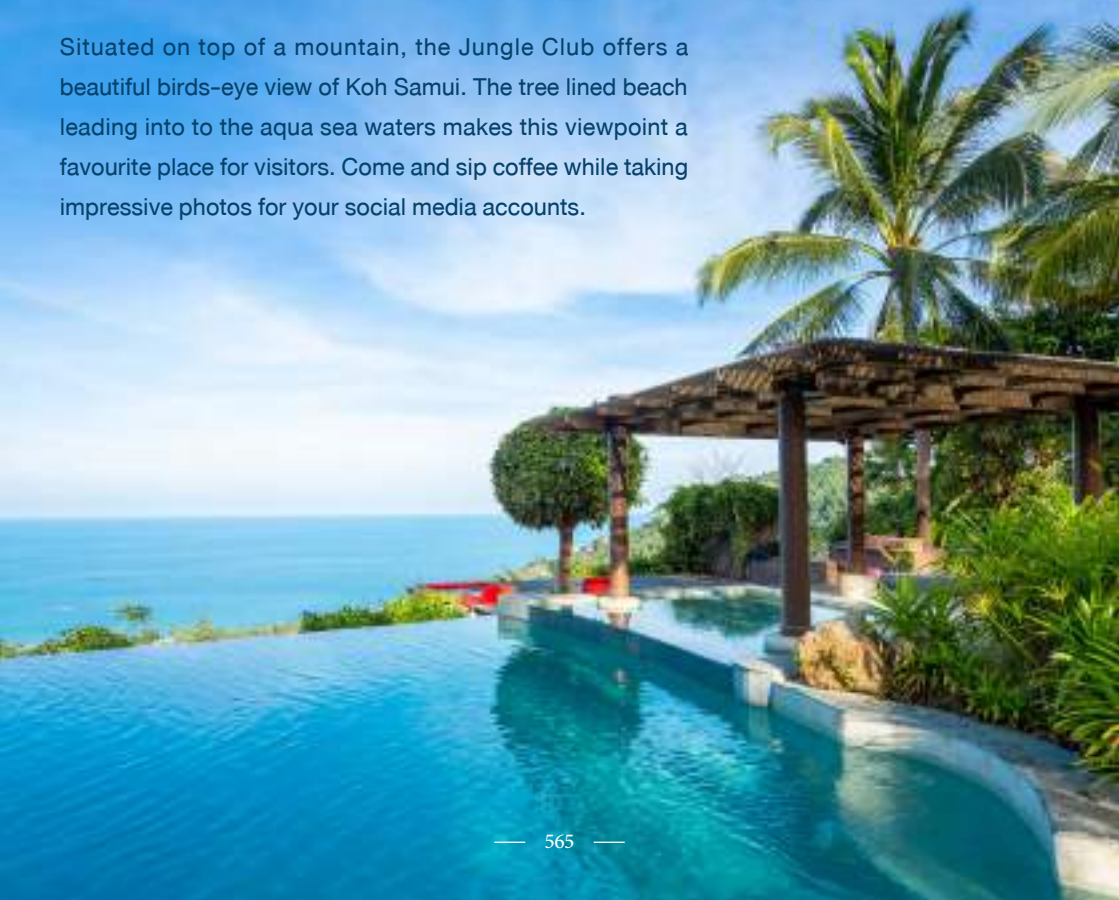 Situated on top of a mountain, the Jungle Club offers a
beautiful birds-eye view of Koh Samui. The tree lined beach
leading into to the aqua sea waters makes this viewpoint a
favourite place for visitors. Come and sip coffee while taking
impressive photos for your social media accounts.
— 565 —